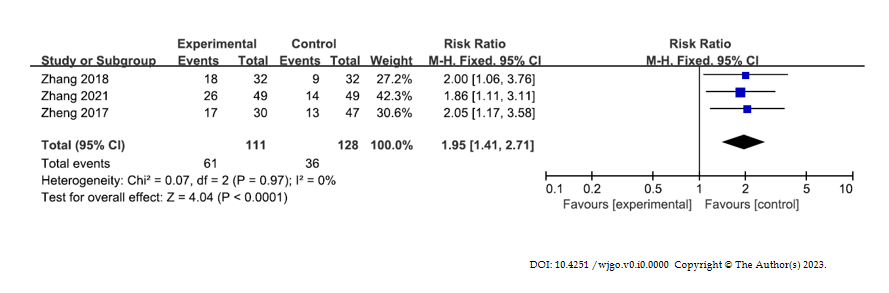 Experimental Control Risk Ratio Risk Ratio
Study or Subgroup Events Total Events Total Weight M-H. Fixed. 95% CI M-H. Fixed. 95% CI
Zhang 2018 18 32 9 32 27.2% 2.00 [1.06, 3.76]
Zhang 2021 26 49 14 49 42.3% 1.86 [1.11, 3.11]
Zheng 2017 17 30 13 47 30.6% 2.05 [1.17, 3.58]
Total (95% CI) 111 128 100.0% 1.95 [1.41, 2.71]
Total events 61 36
Heterogeneity: Chi² = 0.07, df = 2 (P = 0.97); I² = 0%
Test for overall effect: Z = 4.04 (P < 0.0001)
0.1 0.2 0.5 1 2 5 10
Favours [experimental] Favours [control]
DOI: 10.4251 /wjgo.v0.i0.0000 Copyright © The Author(s) 2023.